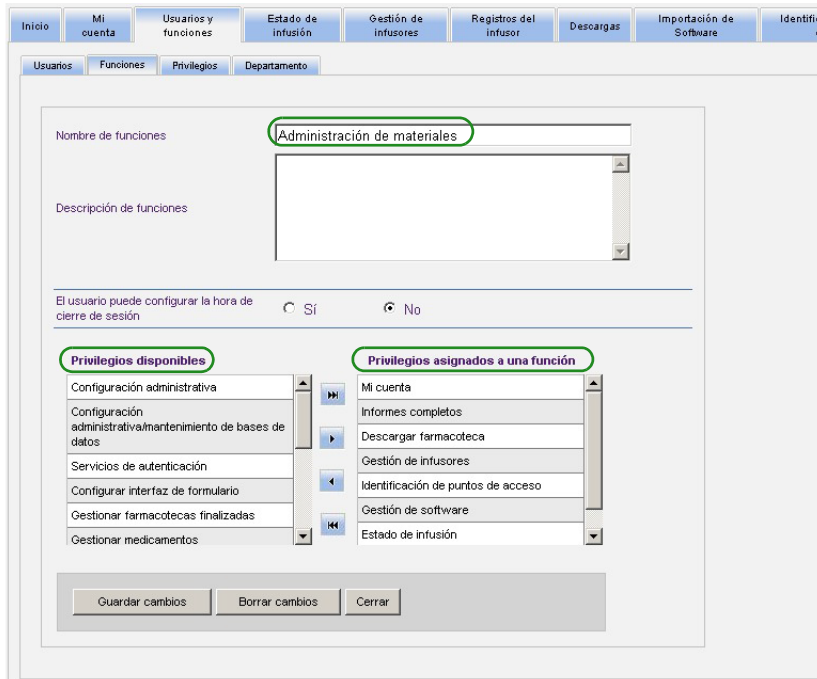 Inicio
Mi
cuenta
Usuarios y
funciones
Estado de
infusión
Gestión de
infusores
Registros del
infusor
Descargas
Importación de
Software
Usuarios
Funciones
Privilegios
Departamento
Nombre de funciones
Administración de materiales
Descripción de funciones
El usuario puede configurar la hora de
cierre de sesión
Sí
No
Privilegios disponibles
Configuración administrativa
Configuración
administrativa/mantenimiento de bases de
datos
Servicios de autenticación
Configurar interfaz de formulario
Gestionar farmacotecas finalizadas
Gestionar medicamentos
Privilegios asignados a una función
Mi cuenta
Informes completos
Descargar farmacoteca
Gestión de infusores
Identificación de puntos de acceso
Gestión de software
Estado de infusión
Guardar cambios
Borrar cambios
Cerrar